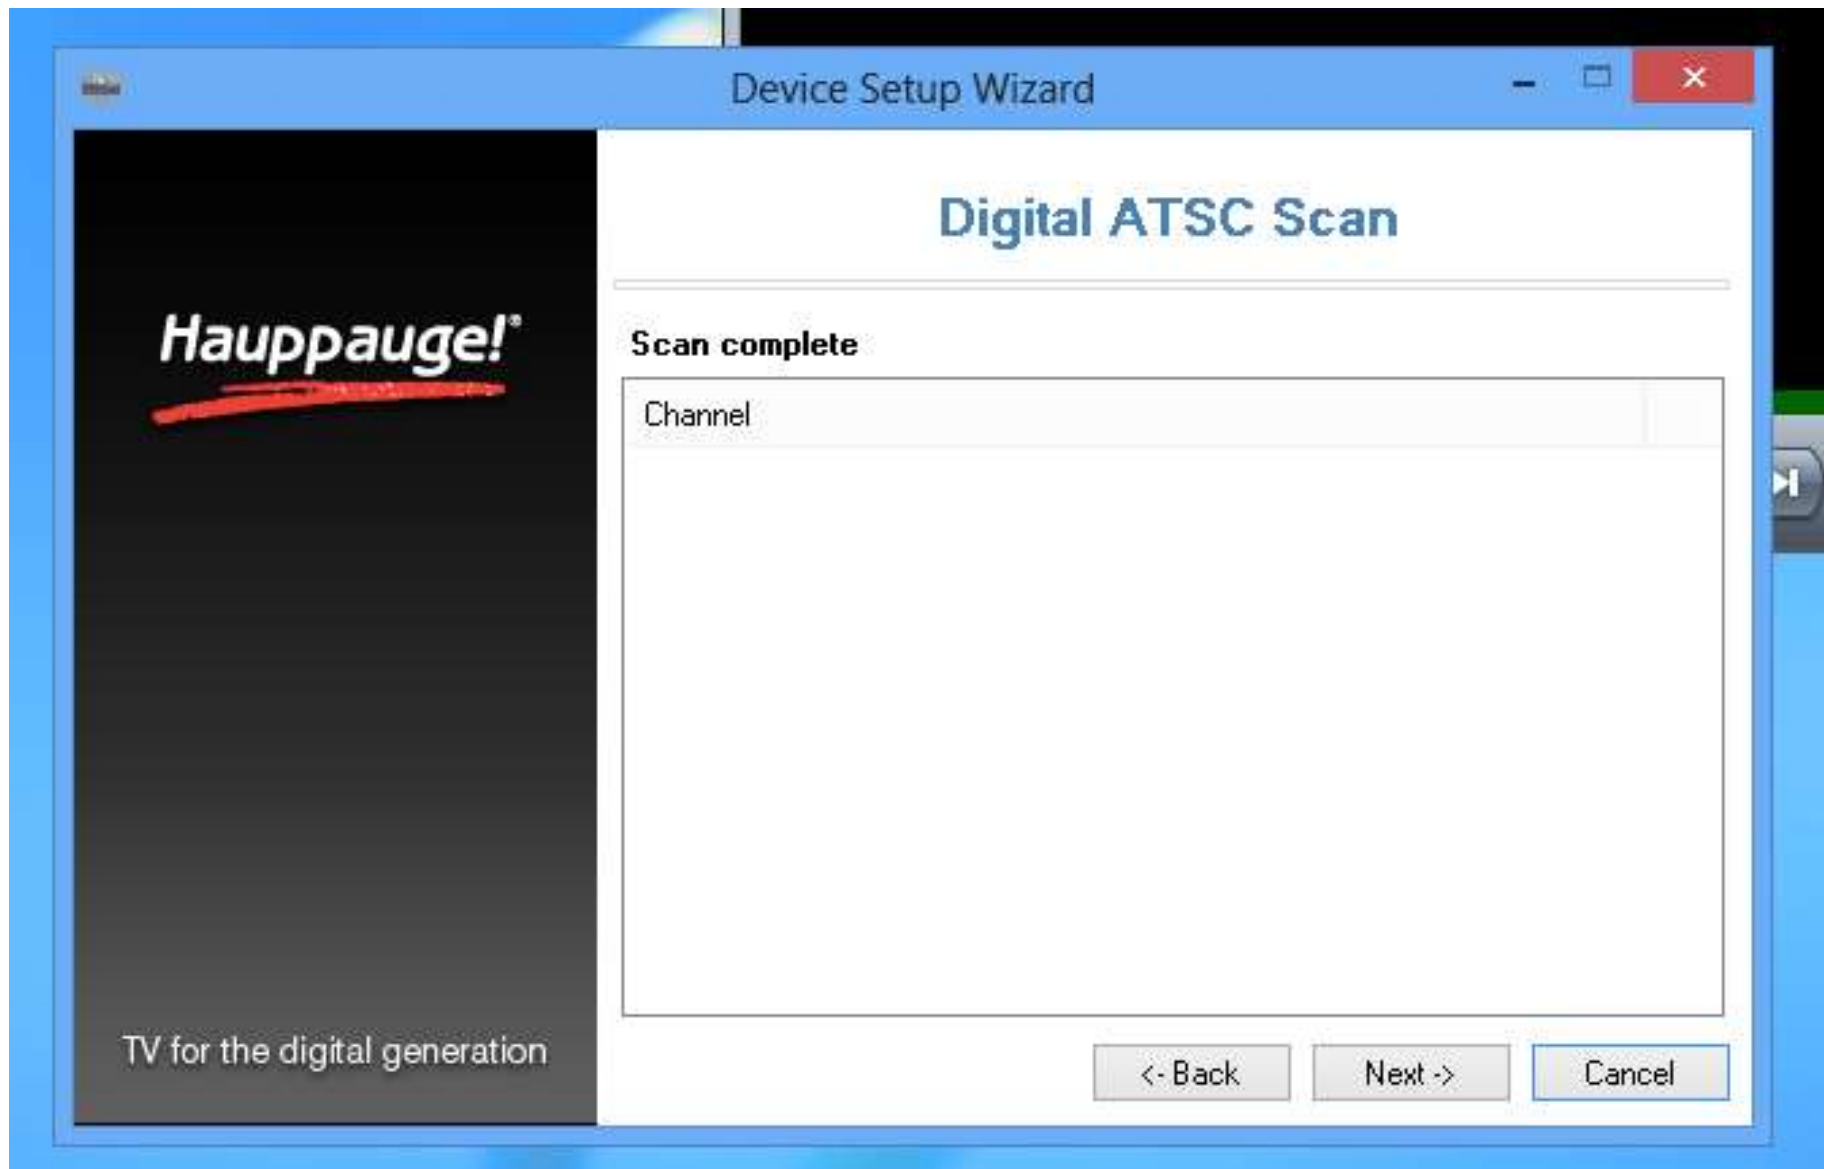 Device Setup Wizard
Digital ATSC Scan
Hauppauge!®
Scan complete
Channel
TV for the digital generation
<- Back
Next ->
Cancel